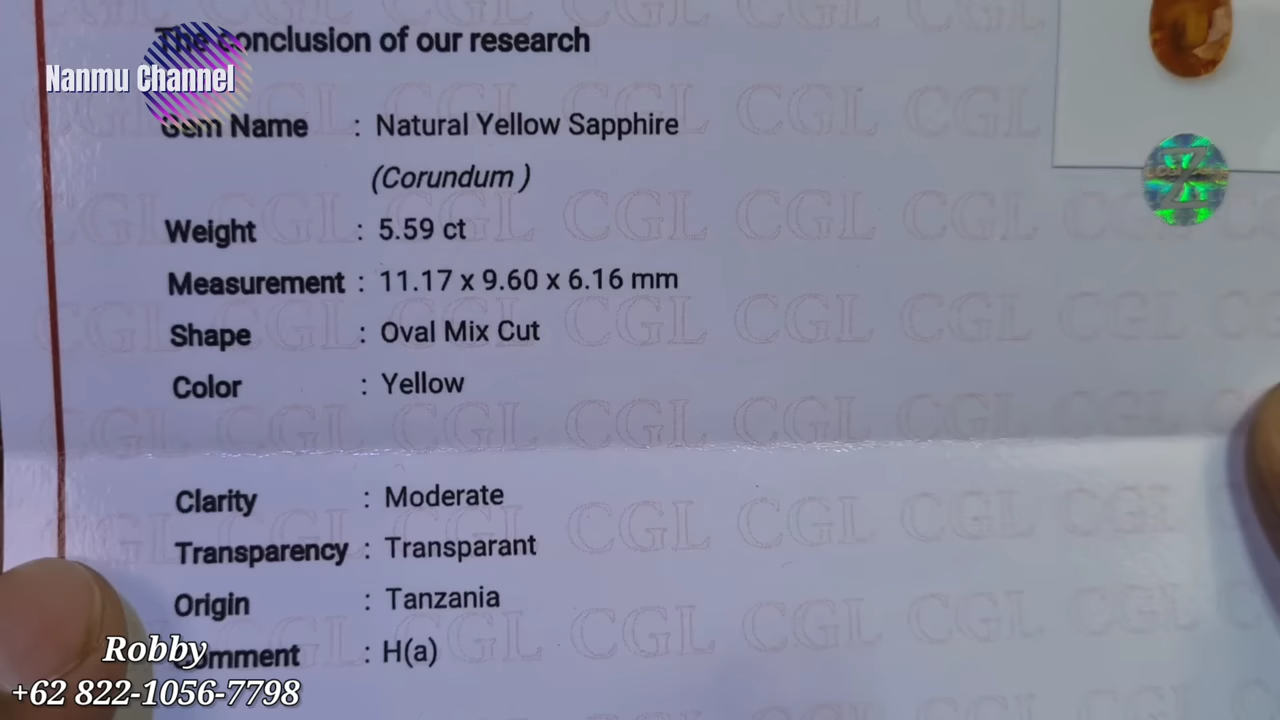 The conclusion of our research
Nanmu Channel
Gem Name : Natural Yellow Sapphire
(Corundum )
Weight : 5.59 ct
Measurement : 11.17 x 9.60 x 6.16 mm
Shape : Oval Mix Cut
Color : Yellow
Clarity : Moderate
Transparency : Transparant
Origin : Tanzania
Comment : H(a)
Robby
+62 822-1056-7798
CGL